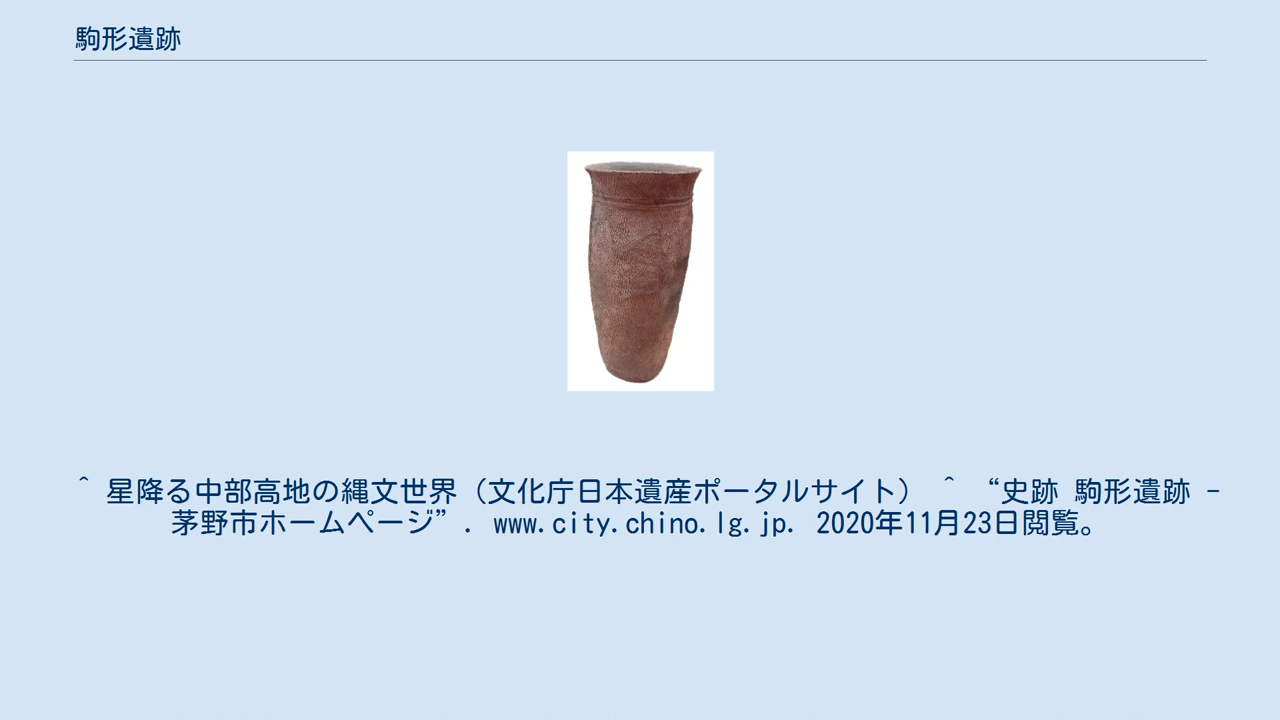 駒形遺跡
^ 星降る中部高地の縄文世界（文化庁日本遺産ポータルサイト） ^ “史跡 駒形遺跡 -
茅野市ホームページ”. www.city.chino.lg.jp. 2020年11月23日閲覧。